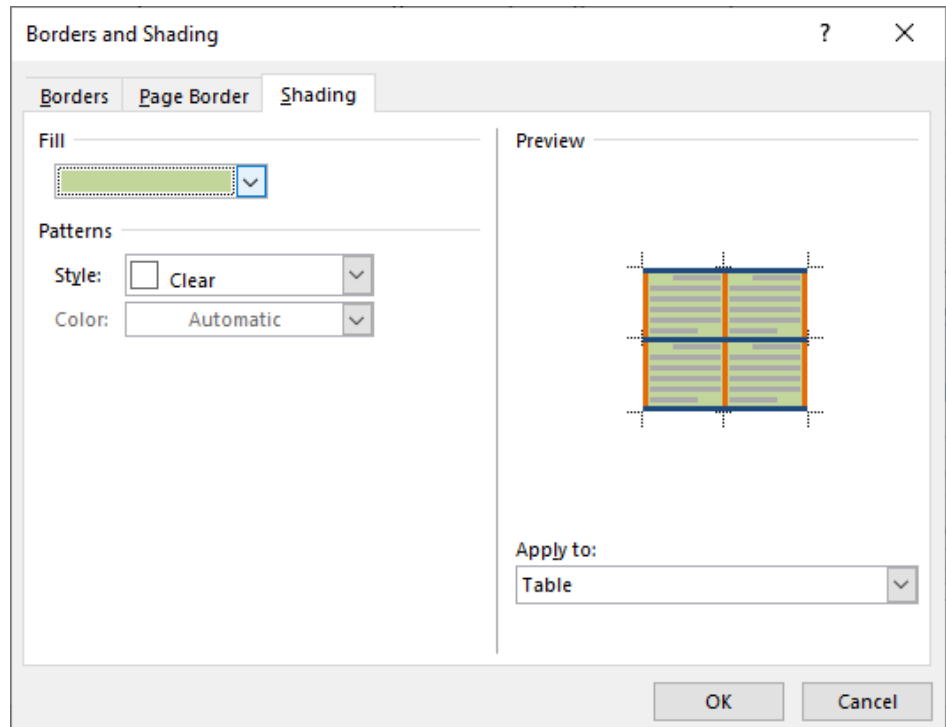 Borders and Shading ?
Borders Page Border Shading
Fill
Patterns
Style: Clear
Color: Automatic
Preview
Apply to:
Table
OK Cancel